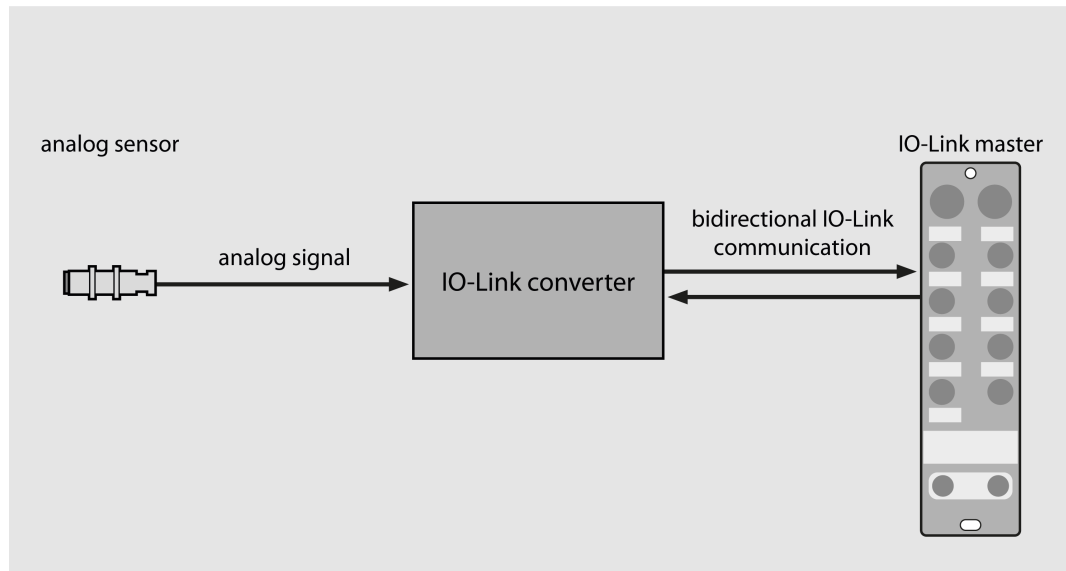 analog sensor
IO-Link master
bidirectional IO-Link
communication
analog signal
IO-Link converter